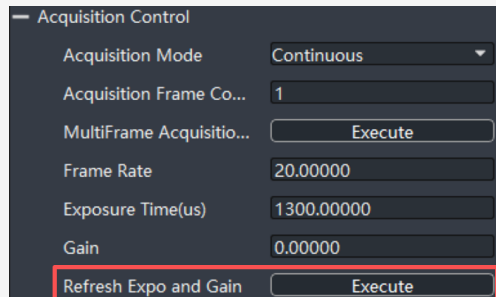 Acquisition Control
Acquisition Mode Continuous
Acquisition Frame Co... 1
MultiFrame Acquisitio... Execute
Frame Rate 20.00000
Exposure Time(us) 1300.00000
Gain 0.00000
Refresh Expo and Gain Execute